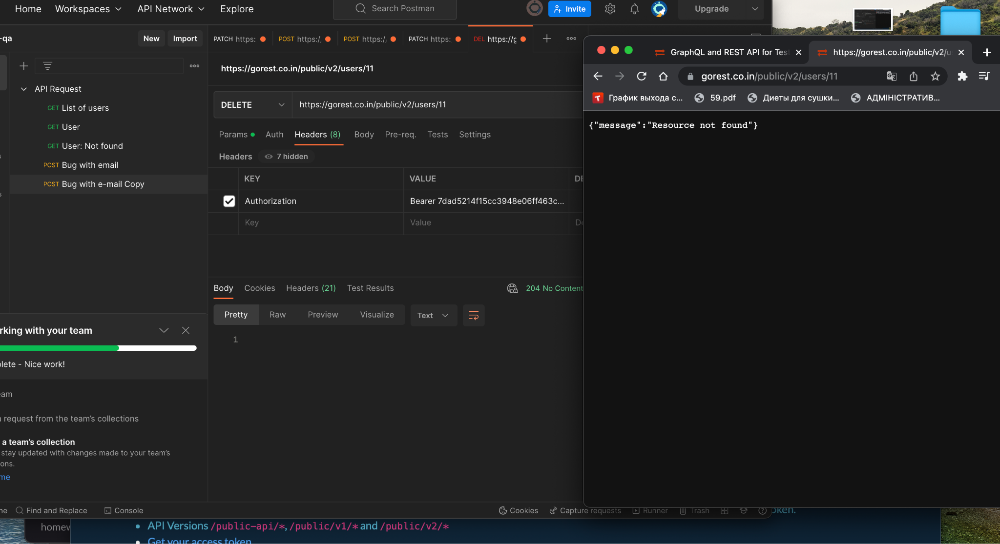 Home Workspaces API Network Explore Search Postman Invite Upgrade
-qa New Import
PATCH https: POST https:/, POST https:/, PATCH https: DEL https://g
API Request
GET List of users
GET User
GET User: Not found
POST Bug with email
POST Bug with e-mail Copy
https://gorest.co.in/public/v2/users/11
DELETE https://gorest.co.in/public/v2/users/11
Params Auth Headers (8) Body Pre-req. Tests Settings
Headers 7 hidden
KEY VALUE DE
Authorization Bearer 7dad5214f15cc3948e06ff463c...
Key Value De
Body Cookies Headers (21) Test Results 204 No Content
Pretty Raw Preview Visualize Text
1
rking with your team
lete - Nice work!
eam
a request from the team's collections
a team's collection
stay updated with changes made to your team's
ons.
me
ne Find and Replace Console Cookies Capture requests Runner Trash
GraphQL and REST API for Test https://gorest.co.in/public/v2/u
gorest.co.in/public/v2/users/11
График выхода с... 59.pdf Диеты для сушки... АДМІНІСТРАТИВ...
{"message":"Resource not found"}
oken.
homew
API Versions /public-api/*, /public/v1/* and /public/v2/*
Get your access token